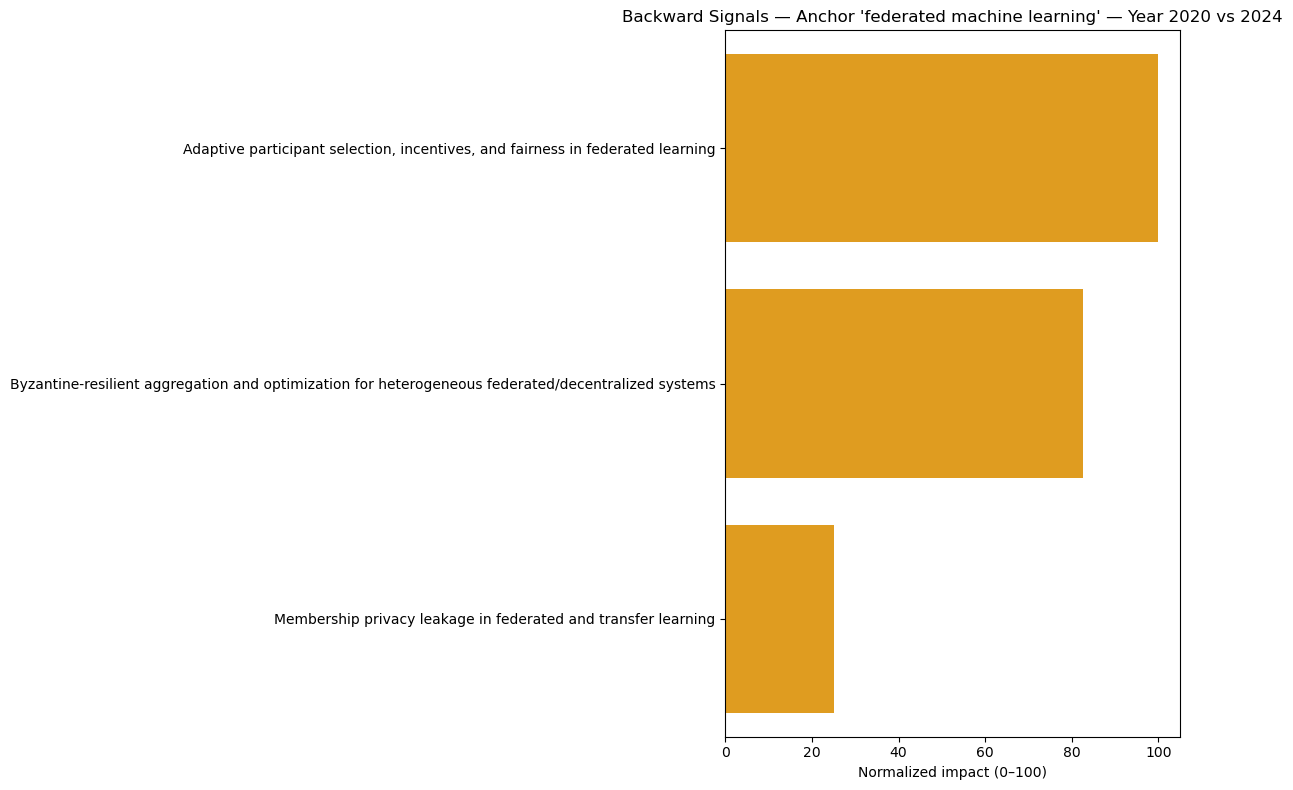 Backward Signals — Anchor 'federated machine learning' — Year 2020 vs 2024
Adaptive participant selection, incentives, and fairness in federated learning
Byzantine-resilient aggregation and optimization for heterogeneous federated/decentralized systems
Membership privacy leakage in federated and transfer learning
0 20 40 60 80 100
Normalized impact (0–100)